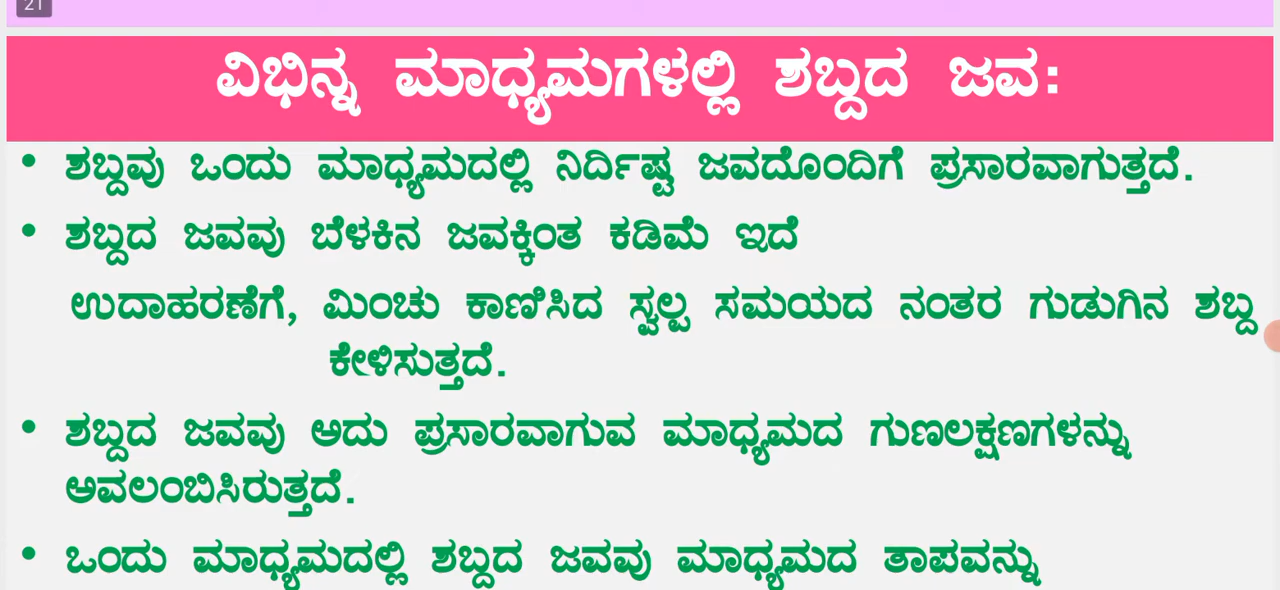 21
ವಿಭಿನ್ನ ಮಾಧ್ಯಮಗಳಲ್ಲಿ ಶಬ್ದದ ಜವ:
• ಶಬ್ದವು ಒಂದು ಮಾಧ್ಯಮದಲ್ಲಿ ನಿರ್ದಿಷ್ಟ ಜವದೊಂದಿಗೆ ಪ್ರಸಾರವಾಗುತ್ತದೆ.
• ಶಬ್ದದ ಜವವು ಬೆಳಕಿನ ಜವಕ್ಕಿಂತ ಕಡಿಮೆ ಇದೆ
ಉದಾಹರಣೆಗೆ, ಮಿಂಚು ಕಾಣಿಸಿದ ಸ್ವಲ್ಪ ಸಮಯದ ನಂತರ ಗುಡುಗಿನ ಶಬ್ದ
ಕೇಳಿಸುತ್ತದೆ.
• ಶಬ್ದದ ಜವವು ಅದು ಪ್ರಸಾರವಾಗುವ ಮಾಧ್ಯಮದ ಗುಣಲಕ್ಷಣಗಳನ್ನು
ಅವಲಂಬಿಸಿರುತ್ತದೆ.
• ಒಂದು ಮಾಧ್ಯಮದಲ್ಲಿ ಶಬ್ದದ ಜವವು ಮಾಧ್ಯಮದ ತಾಪವನ್ನು